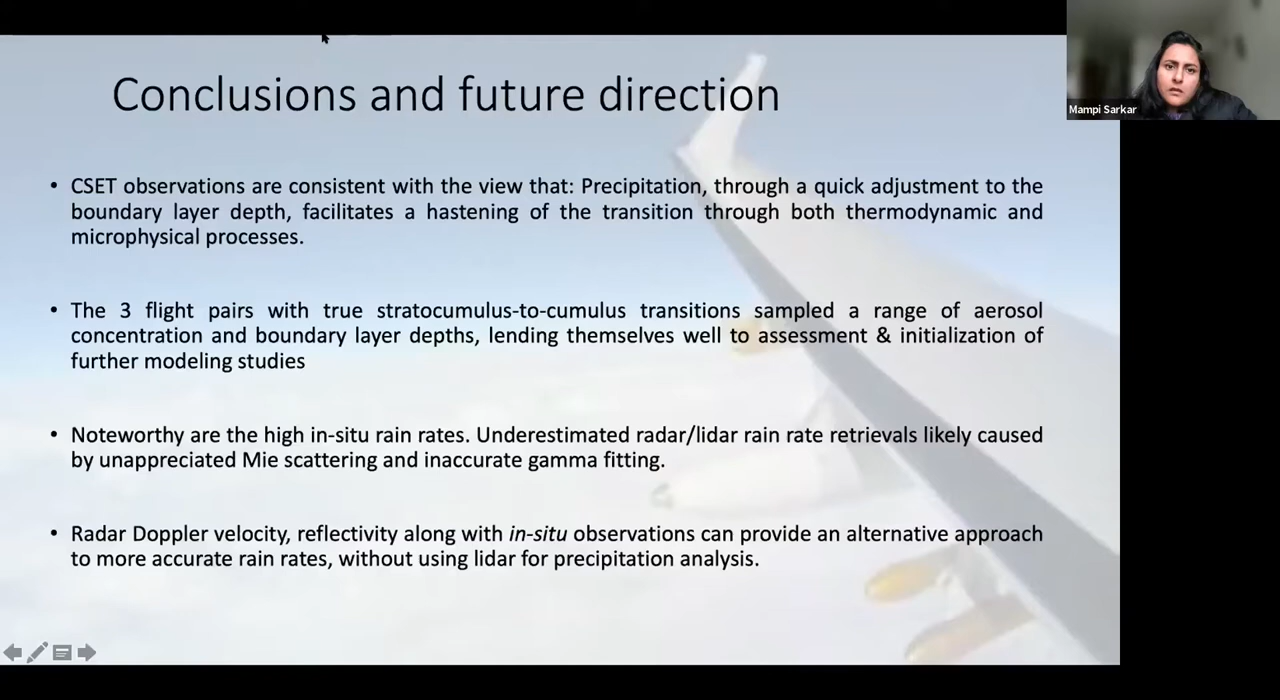 Conclusions and future direction
Mampi Sarkar
• CSET observations are consistent with the view that: Precipitation, through a quick adjustment to the
boundary layer depth, facilitates a hastening of the transition through both thermodynamic and
microphysical processes.
• The 3 flight pairs with true stratocumulus-to-cumulus transitions sampled a range of aerosol
concentration and boundary layer depths, lending themselves well to assessment & initialization of
further modeling studies
• Noteworthy are the high in-situ rain rates. Underestimated radar/lidar rain rate retrievals likely caused
by unappreciated Mie scattering and inaccurate gamma fitting.
• Radar Doppler velocity, reflectivity along with in-situ observations can provide an alternative approach
to more accurate rain rates, without using lidar for precipitation analysis.